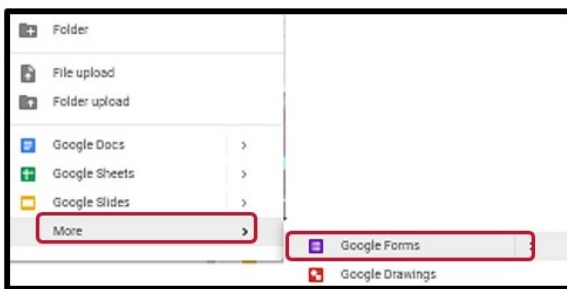 Folder
File upload
Folder upload
Google Docs
Google Sheets
Google Slides
More
Google Forms
Google Drawings